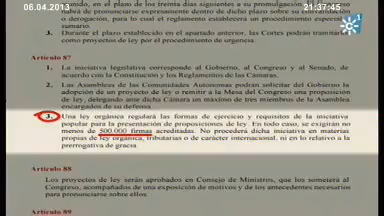 06.04.2013
21:37:45
cuando, en el plazo de los treinta días siguientes a su promulgación
habrá de pronunciarse expresamente dentro de dicho plazo sobre su convalidación
o derogación, para lo cual el reglamento establecerá un procedimiento especial
sumario.
3. Durante el plazo establecido en el apartado anterior, las Cortes podrán tramitarlos
como proyectos de ley por el procedimiento de urgencia.
Artículo 87
1. La iniciativa legislativa corresponde al Gobierno, al Congreso y al Senado, de
acuerdo con la Constitución y los Reglamentos de las Cámaras.
2. Las Asambleas de las Comunidades Autónomas podrán solicitar del Gobierno la
adopción de un proyecto de ley o remitir a la Mesa del Congreso una proposición
de ley, delegando ante dicha Cámara un máximo de tres miembros de la Asamblea
encargados de su defensa.
3. Una ley orgánica regulará las formas de ejercicio y requisitos de la iniciativa
popular para la presentación de proposiciones de ley. En todo caso, se exigirán no
menos de 500.000 firmas acreditadas. No procederá dicha iniciativa en materias
propias de ley orgánica, tributarias o de carácter internacional, ni en lo relativo a la
prerrogativa de gracia.
Artículo 88
Los proyectos de ley serán aprobados en Consejo de Ministros, que los someterá al
Congreso, acompañados de una exposición de motivos y de los antecedentes necesarios
para pronunciarse sobre ellos.
Artículo 89